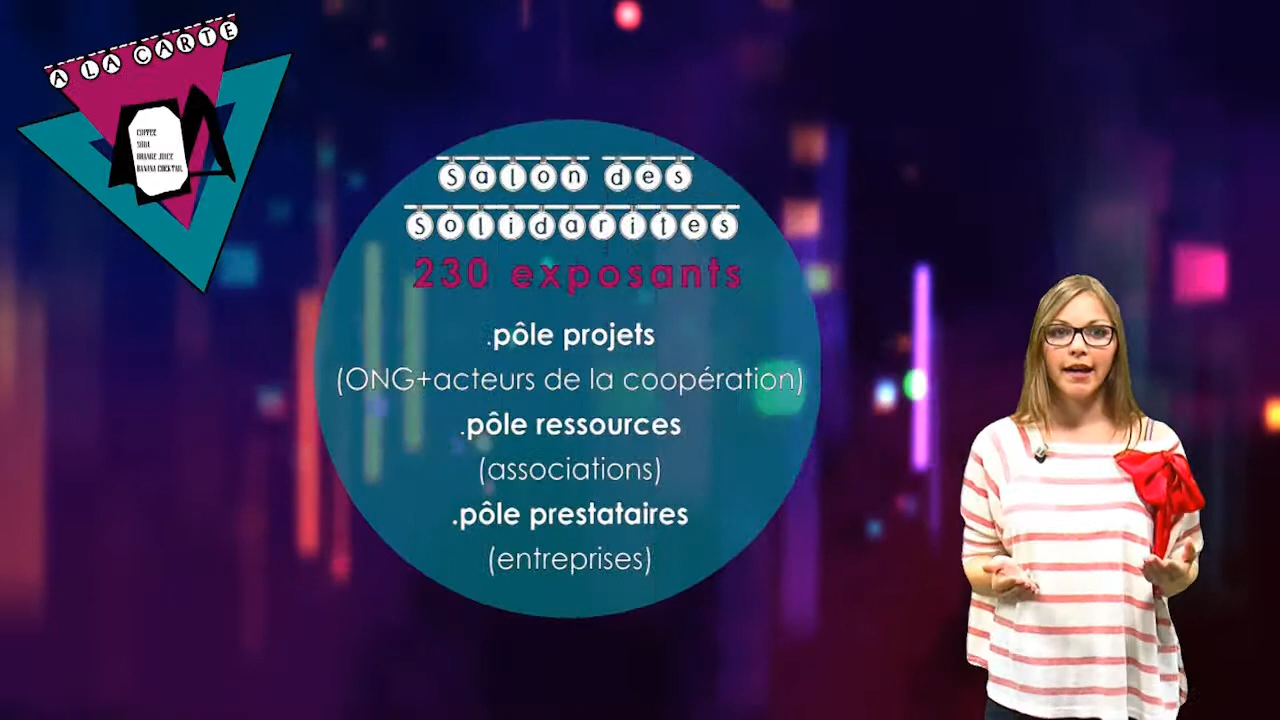 A LA CARTE
COFFEE
SODA
ORANGE JUICE
BANANA COCKTAIL
Salon des
Solidarites
230 exposants
.pôle projets
(ONG+acteurs de la coopération)
.pôle ressources
(associations)
.pôle prestataires
(entreprises)